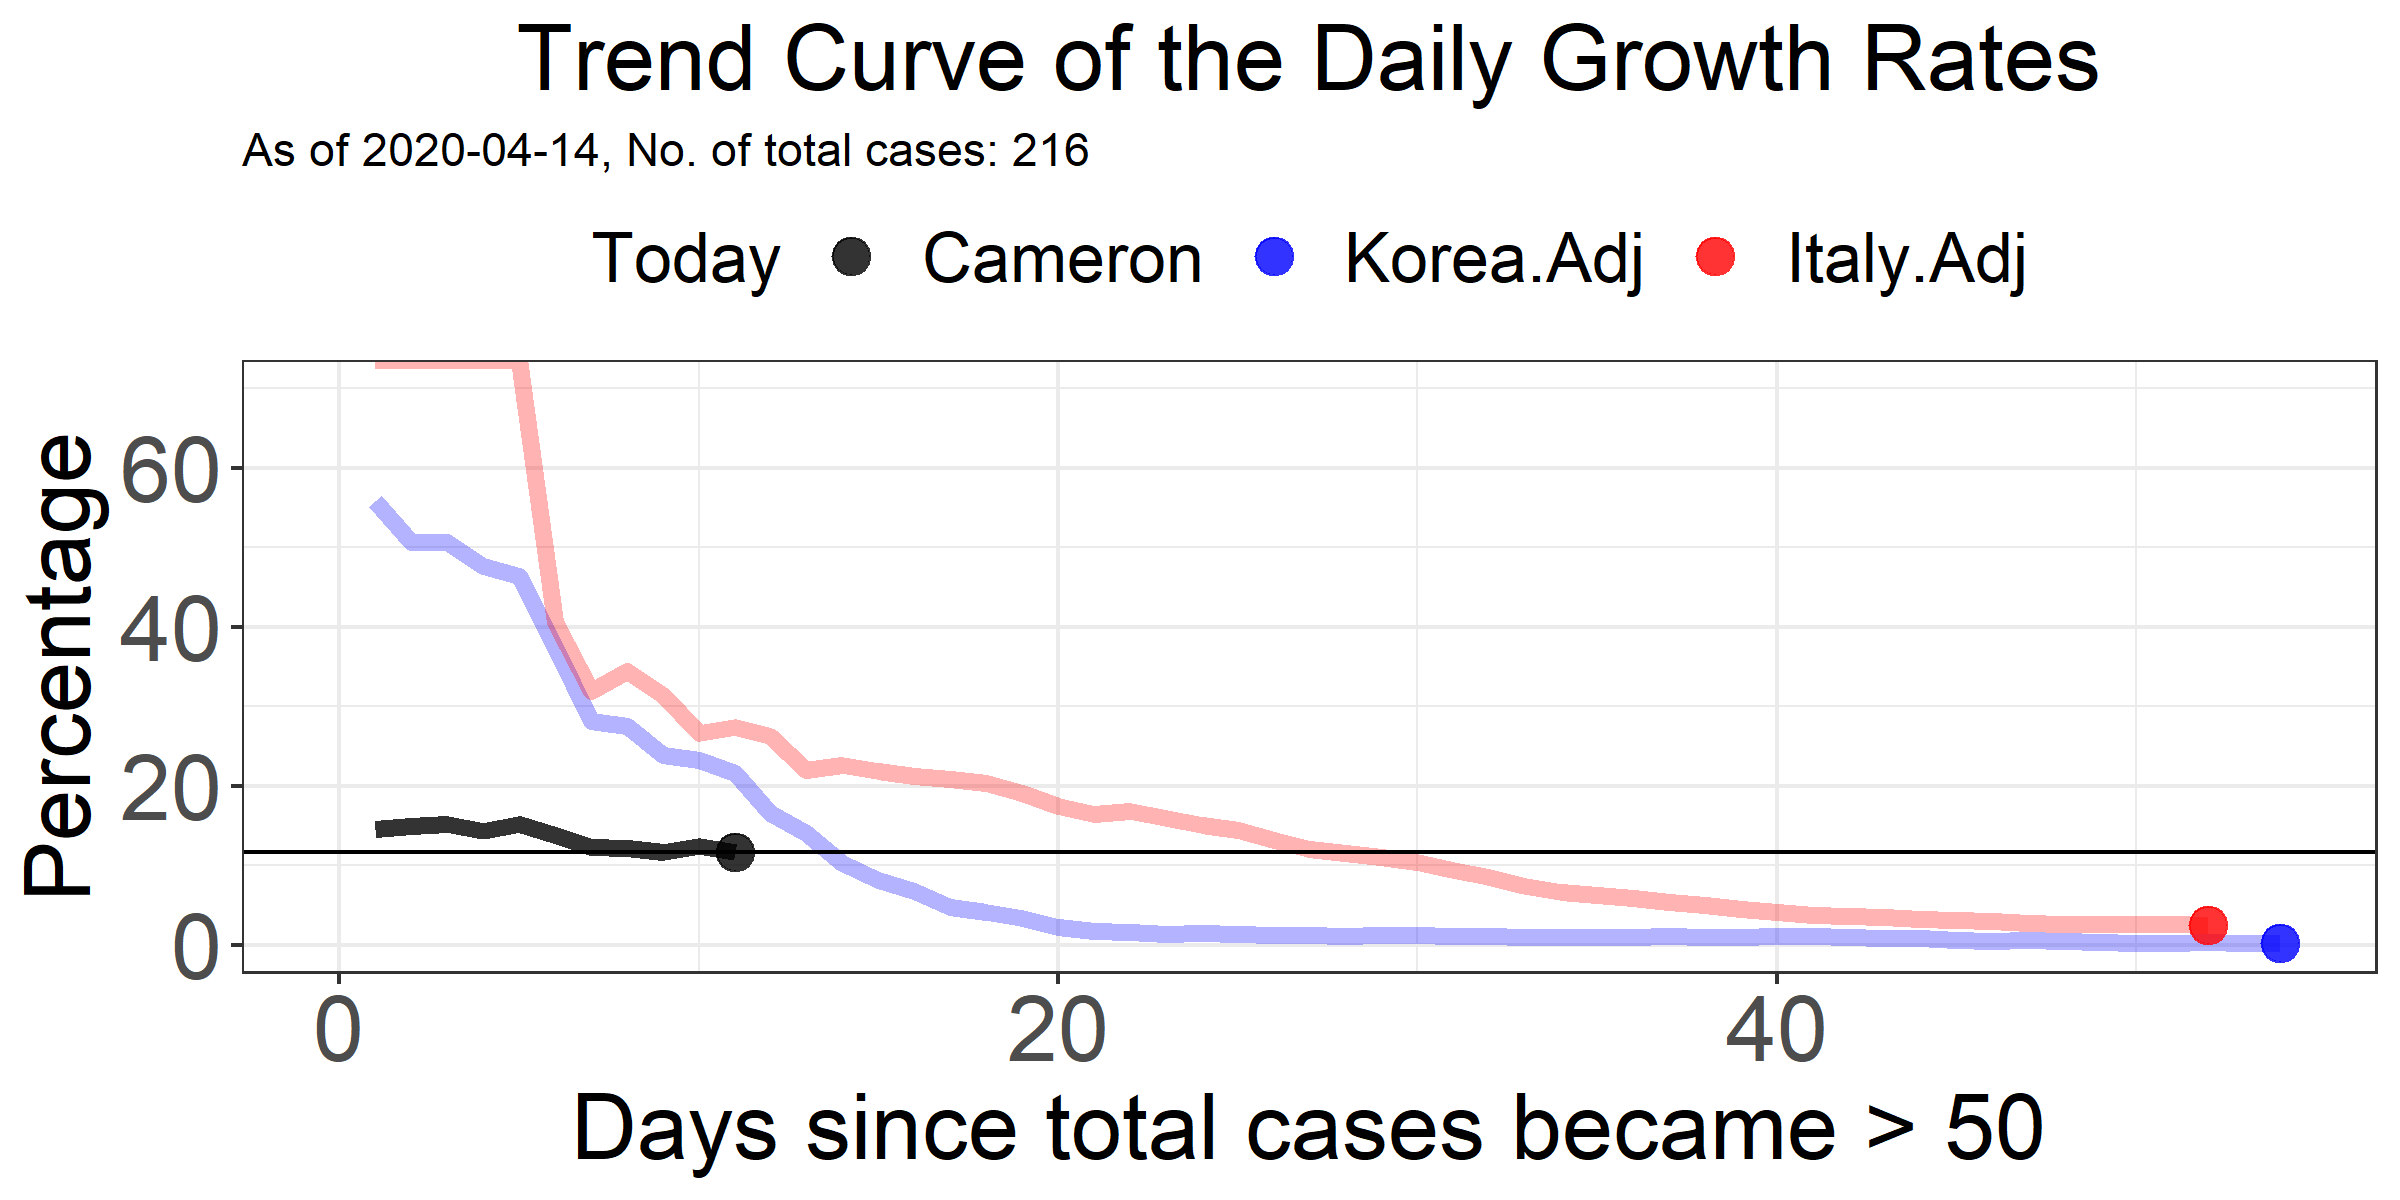 Trend Curve of the Daily Growth Rates
As of 2020-04-14, No. of total cases: 216
Today Cameron Korea.Adj Italy.Adj
Percentage
60
40
20
0
0 20 40
Days since total cases became > 50